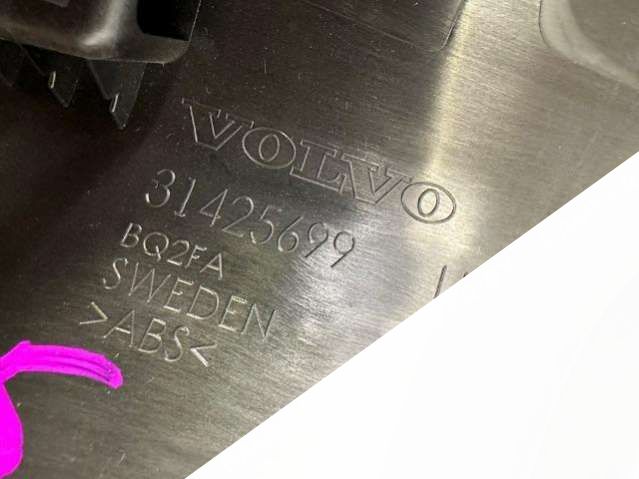 VOLVO
31425699
BQ2FA
SWEDEN
>ABS<